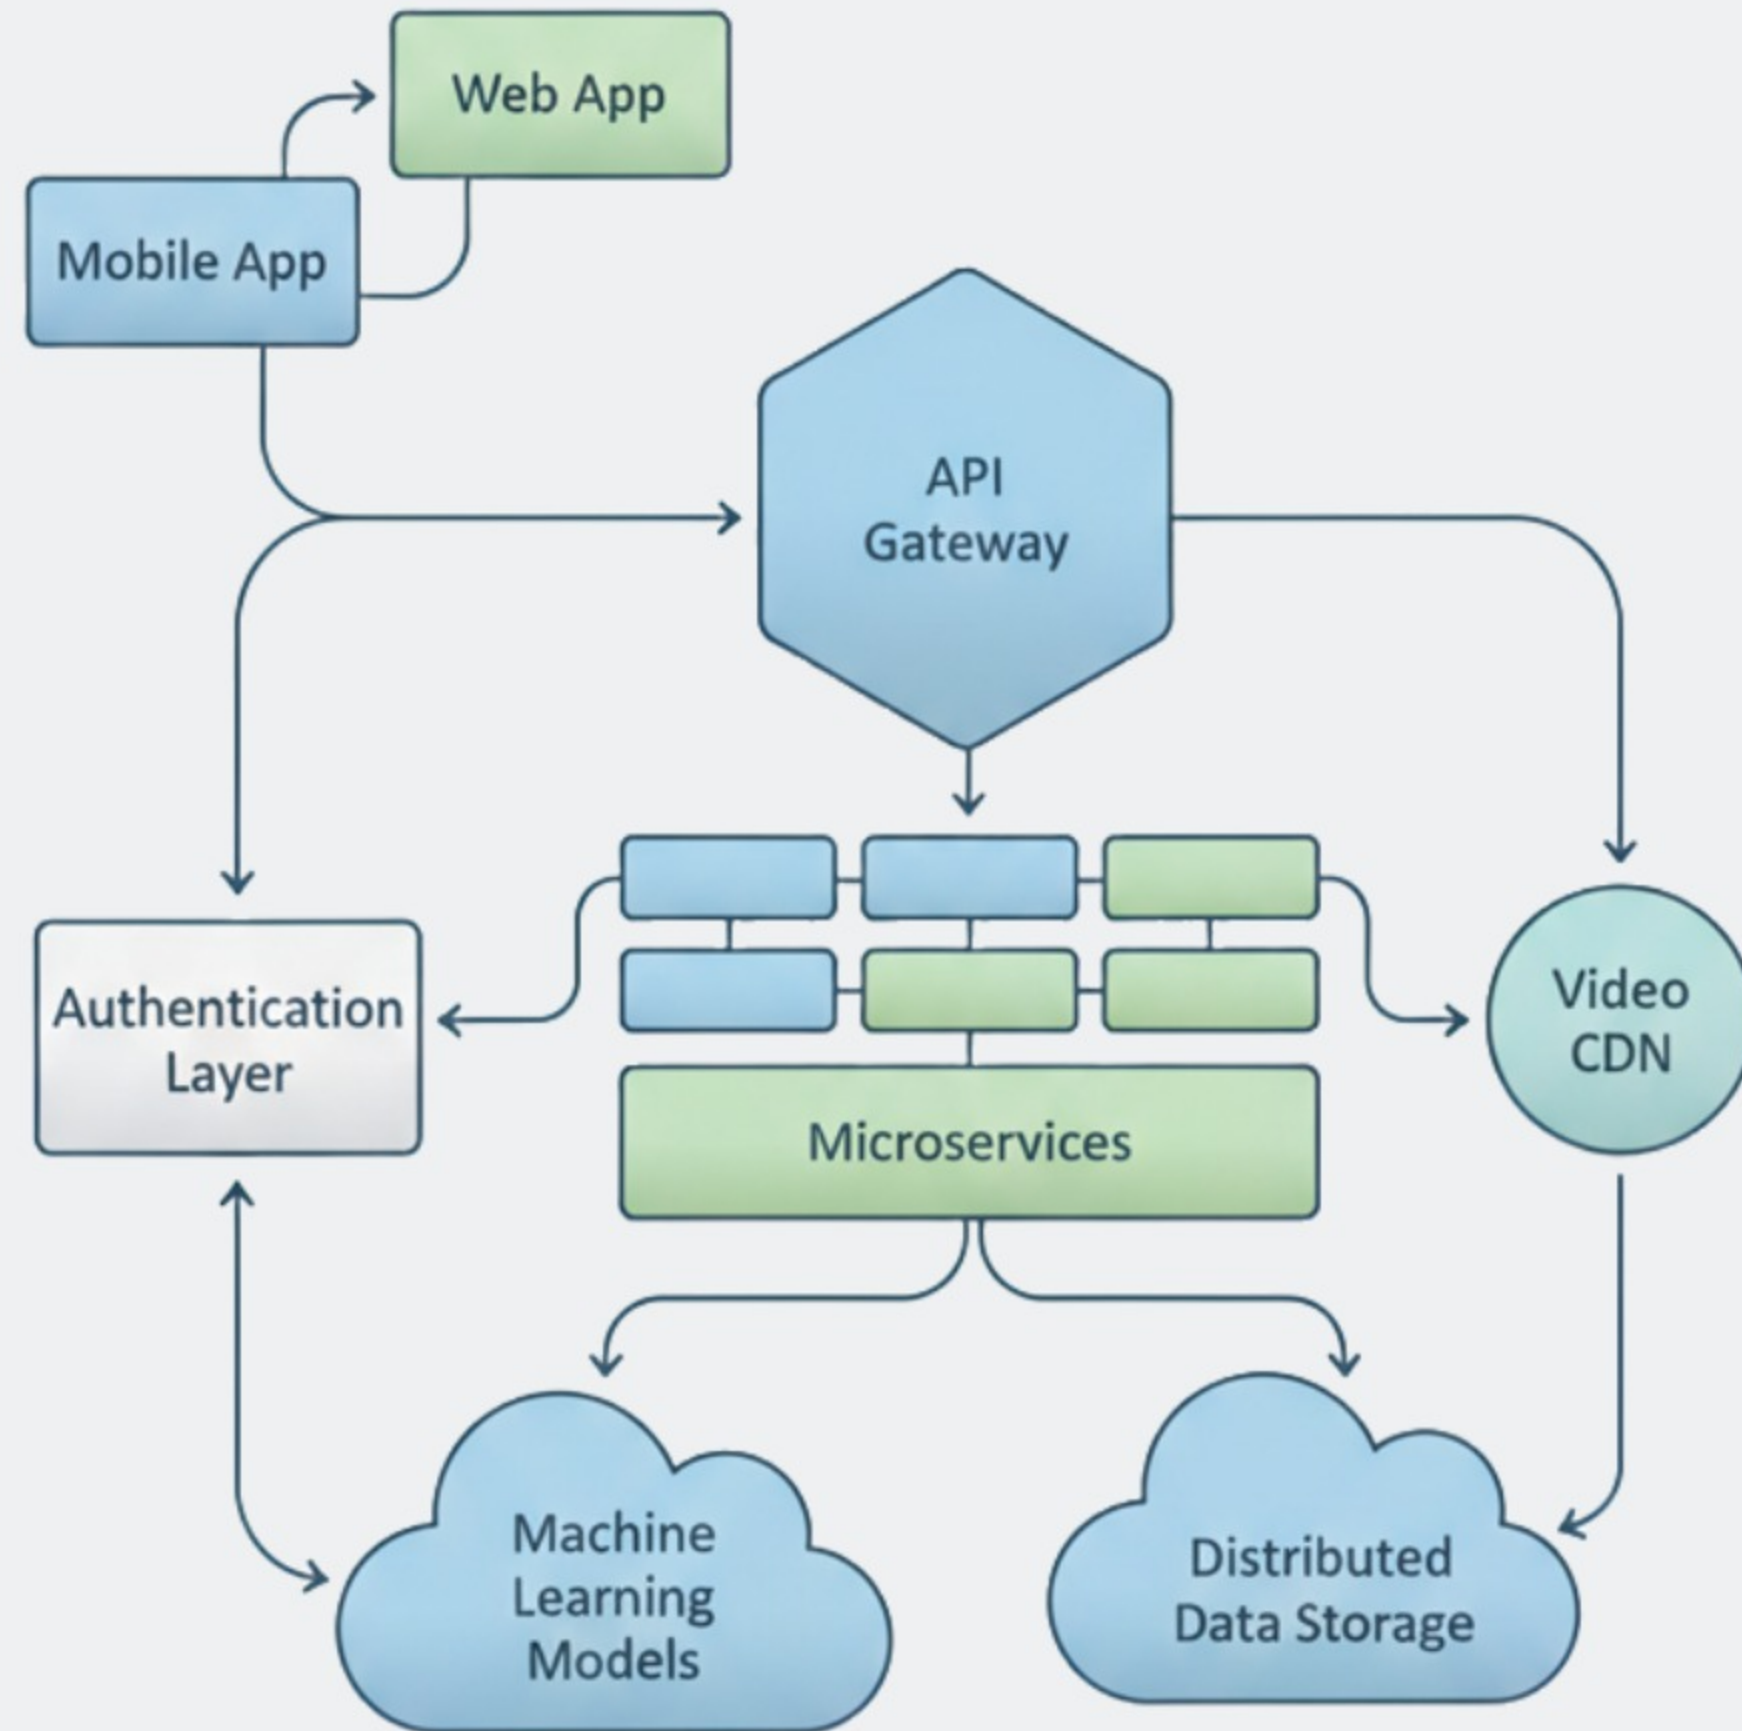 Web App
Mobile App
API
Gateway
Authentication
Layer
Video
CDN
Microservices
Machine
Learning
Models
Distributed
Data Storage